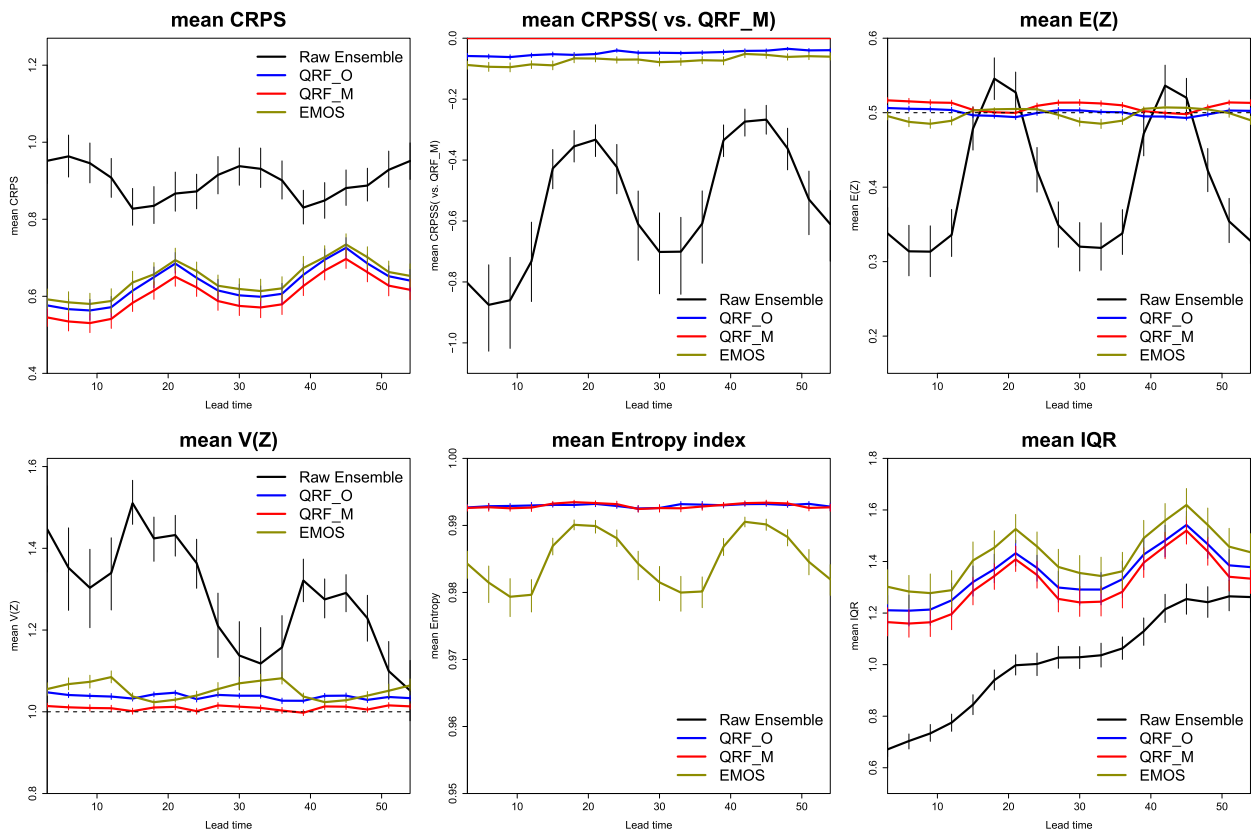 mean CRPS
mean CRPS
1.2
1.0
0.8
0.6
0.4
Raw Ensemble
QRF_O
QRF_M
EMOS
10 20 30 40 50
Lead time
mean CRPSS( vs. QRF_M)
mean CRPSS( vs. QRF_M)
0.0
−0.2
−0.4
−0.6
−0.8
−1.0
Raw Ensemble
QRF_O
QRF_M
EMOS
10 20 30 40 50
Lead time
mean E(Z)
mean E(Z)
0.6
0.5
0.4
0.3
0.2
Raw Ensemble
QRF_O
QRF_M
EMOS
10 20 30 40 50
Lead time
mean V(Z)
mean V(Z)
1.6
1.4
1.2
1.0
0.8
Raw Ensemble
QRF_O
QRF_M
EMOS
10 20 30 40 50
Lead time
mean Entropy index
mean Entropy
1.00
0.99
0.98
0.97
0.96
0.95
Raw Ensemble
QRF_O
QRF_M
EMOS
10 20 30 40 50
Lead time
mean IQR
mean IQR
1.8
1.6
1.4
1.2
1.0
0.8
0.6
Raw Ensemble
QRF_O
QRF_M
EMOS
10 20 30 40 50
Lead time